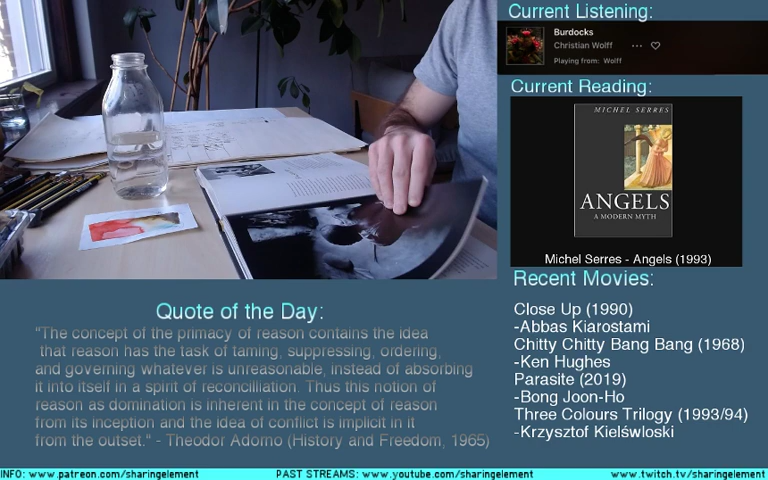 Current Listening:
Burdocks
Christian Wolff
Playing from: Wolff
Current Reading:
MICHEL SERRES
ANGELS
A MODERN MYTH
Michel Serres - Angels (1993)
Recent Movies:
Close Up (1990)
-Abbas Kiarostami
Chitty Chitty Bang Bang (1968)
-Ken Hughes
Parasite (2019)
-Bong Joon-Ho
Three Colours Trilogy (1993/94)
-Krzysztof Kielśwloski
Quote of the Day:
"The concept of the primacy of reason contains the idea
that reason has the task of taming, suppressing, ordering,
and governing whatever is unreasonable, instead of absorbing
it into itself in a spirit of reconcilliation. Thus this notion of
reason as domination is inherent in the concept of reason
from its inception and the idea of conflict is implicit in it
from the outset." - Theodor Adorno (History and Freedom, 1965)
INFO: www.patreon.com/sharingelement
PAST STREAMS: www.youtube.com/sharingelement
www.twitch.tv/sharingelement